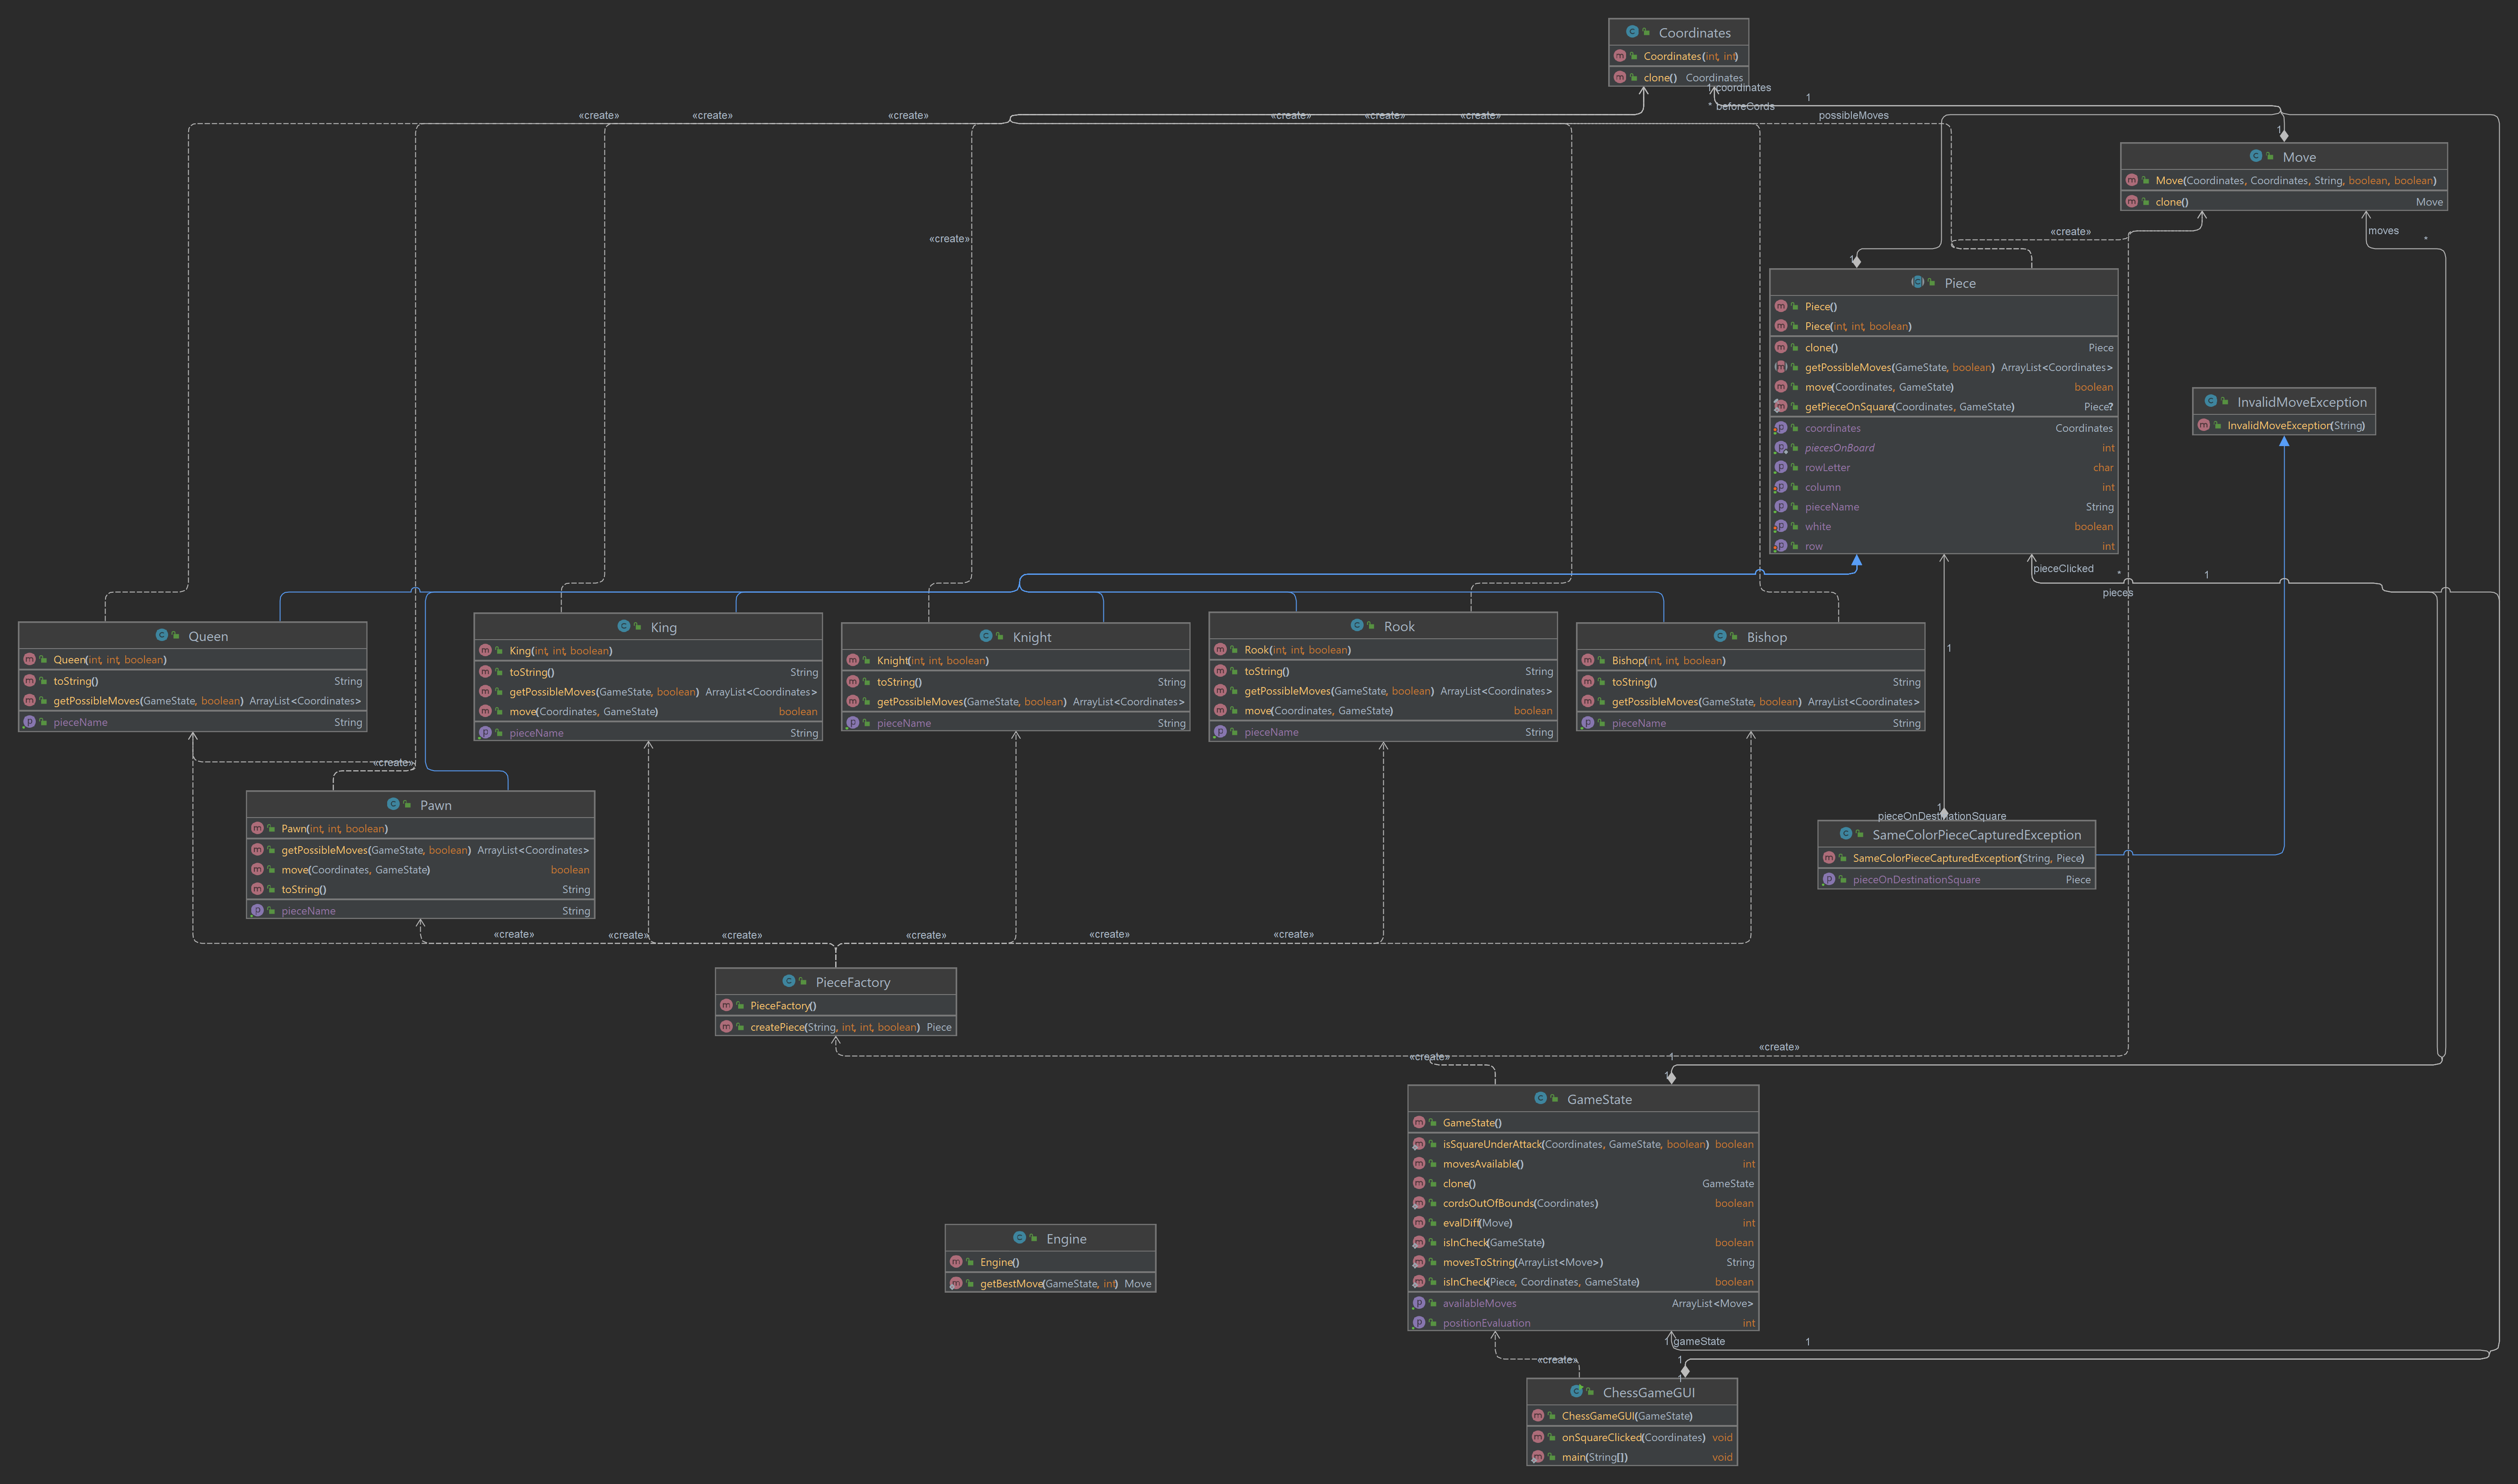 Coordinates
Coordinates(int, int)
clone() Coordinates
1 coordinates
* beforeCords
1
possibleMoves
«create» «create» «create» «create» «create» «create»
1
Move
Move(Coordinates, Coordinates, String, boolean, boolean)
clone() Move
«create»
«create»
moves
*
1
Piece
Piece()
Piece(int, int, boolean)
clone() Piece
getPossibleMoves(GameState, boolean) ArrayList<Coordinates>
move(Coordinates, GameState) boolean
getPieceOnSquare(Coordinates, GameState) Piece?
coordinates Coordinates
piecesOnBoard int
rowLetter char
column int
pieceName String
white boolean
row int
InvalidMoveException
InvalidMoveException(String)
pieceClicked
*
1
pieces
1
Queen
Queen(int, int, boolean)
toString() String
getPossibleMoves(GameState, boolean) ArrayList<Coordinates>
pieceName String
King
King(int, int, boolean)
toString() String
getPossibleMoves(GameState, boolean) ArrayList<Coordinates>
move(Coordinates, GameState) boolean
pieceName String
Knight
Knight(int, int, boolean)
toString() String
getPossibleMoves(GameState, boolean) ArrayList<Coordinates>
pieceName String
Rook
Rook(int, int, boolean)
toString() String
getPossibleMoves(GameState, boolean) ArrayList<Coordinates>
move(Coordinates, GameState) boolean
pieceName String
Bishop
Bishop(int, int, boolean)
toString() String
getPossibleMoves(GameState, boolean) ArrayList<Coordinates>
pieceName String
«create»
Pawn
Pawn(int, int, boolean)
getPossibleMoves(GameState, boolean) ArrayList<Coordinates>
move(Coordinates, GameState) boolean
toString() String
pieceName String
1
pieceOnDestinationSquare
SameColorPieceCapturedException
SameColorPieceCapturedException(String, Piece)
pieceOnDestinationSquare Piece
«create» «create» «create» «create» «create» «create»
PieceFactory
PieceFactory()
createPiece(String, int, int, boolean) Piece
«create»
«create»
1
1
GameState
GameState()
isSquareUnderAttack(Coordinates, GameState, boolean) boolean
movesAvailable() int
clone() GameState
cordsOutOfBounds(Coordinates) boolean
evalDiff(Move) int
isInCheck(GameState) boolean
movesToString(ArrayList<Move>) String
isInCheck(Piece, Coordinates, GameState) boolean
availableMoves ArrayList<Move>
positionEvaluation int
Engine
Engine()
getBestMove(GameState, int) Move
1 gameState
1
«create»
1
1
ChessGameGUI
ChessGameGUI(GameState)
onSquareClicked(Coordinates) void
main(String[]) void